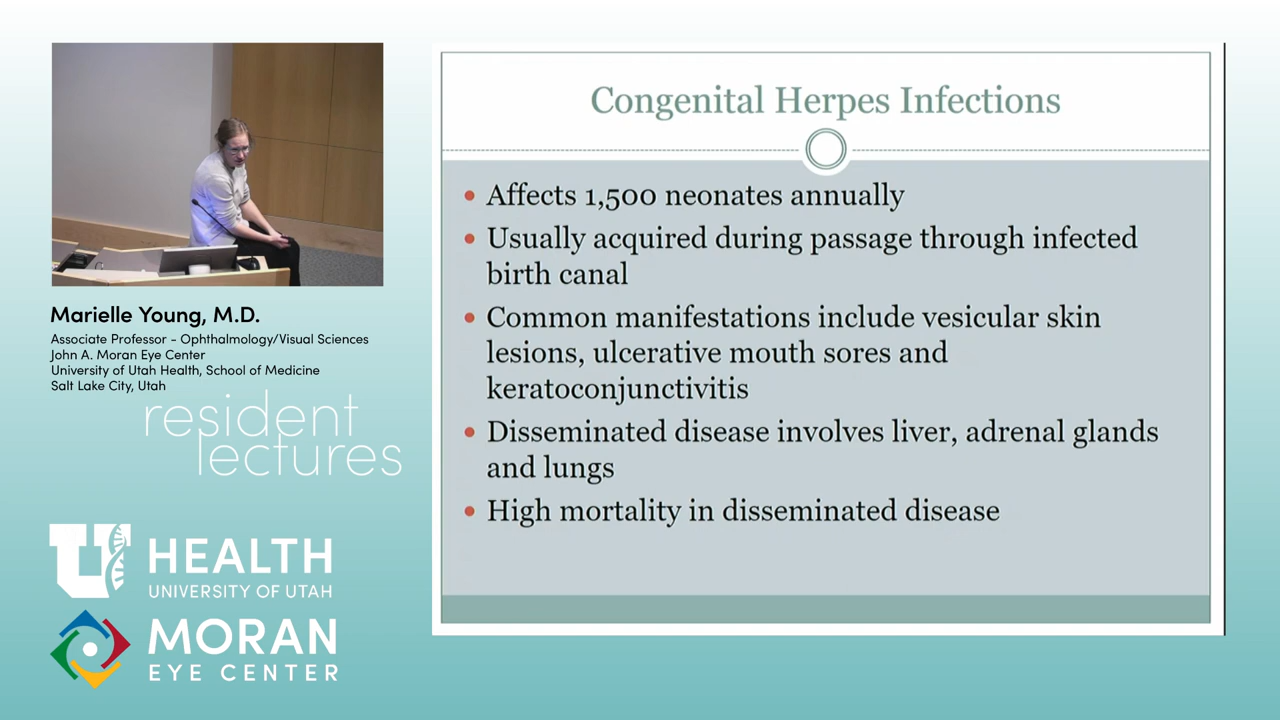 Congenital Herpes Infections
• Affects 1,500 neonates annually
• Usually acquired during passage through infected
birth canal
• Common manifestations include vesicular skin
lesions, ulcerative mouth sores and
keratoconjunctivitis
• Disseminated disease involves liver, adrenal glands
and lungs
• High mortality in disseminated disease
Marielle Young, M.D.
Associate Professor - Ophthalmology/Visual Sciences
John A. Moran Eye Center
University of Utah Health, School of Medicine
Salt Lake City, Utah
resident
lectures
U HEALTH
UNIVERSITY OF UTAH
MORAN
EYE CENTER